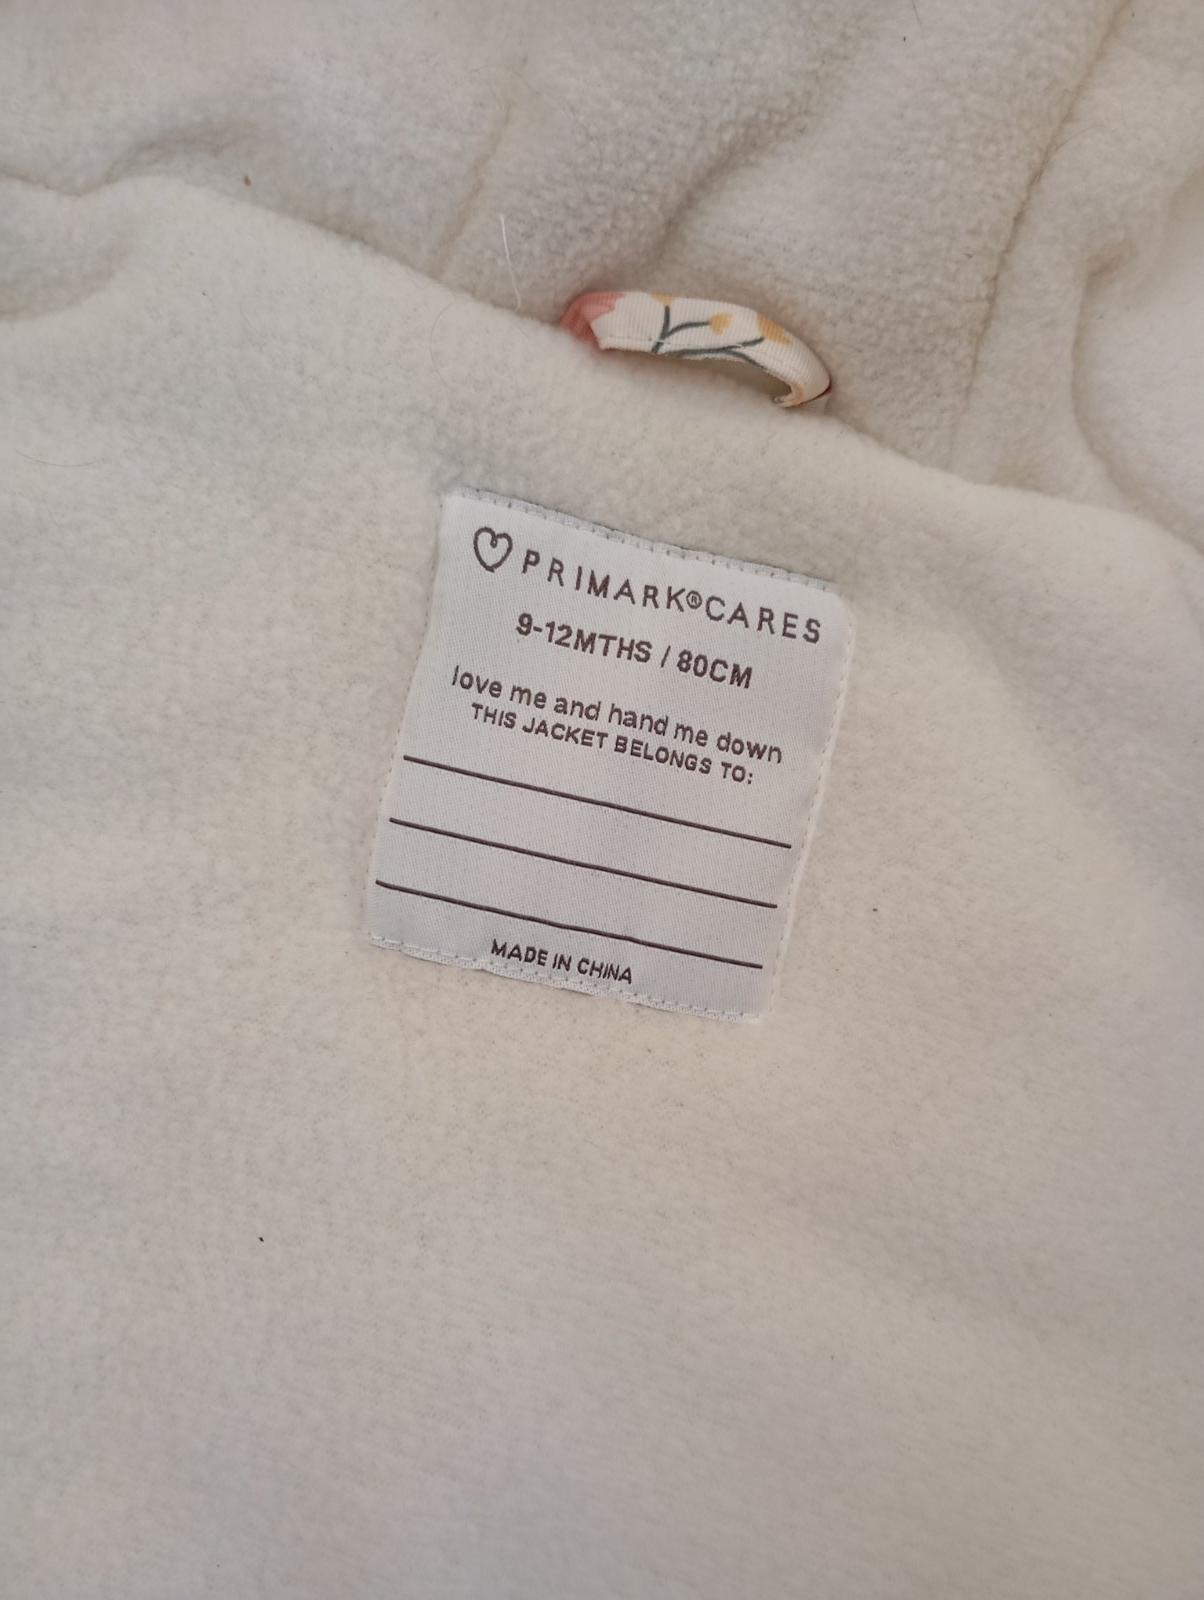 PRIMARK®CARES
9-12MTHS / 80CM
love me and hand me down
THIS JACKET BELONGS TO:
MADE IN CHINA